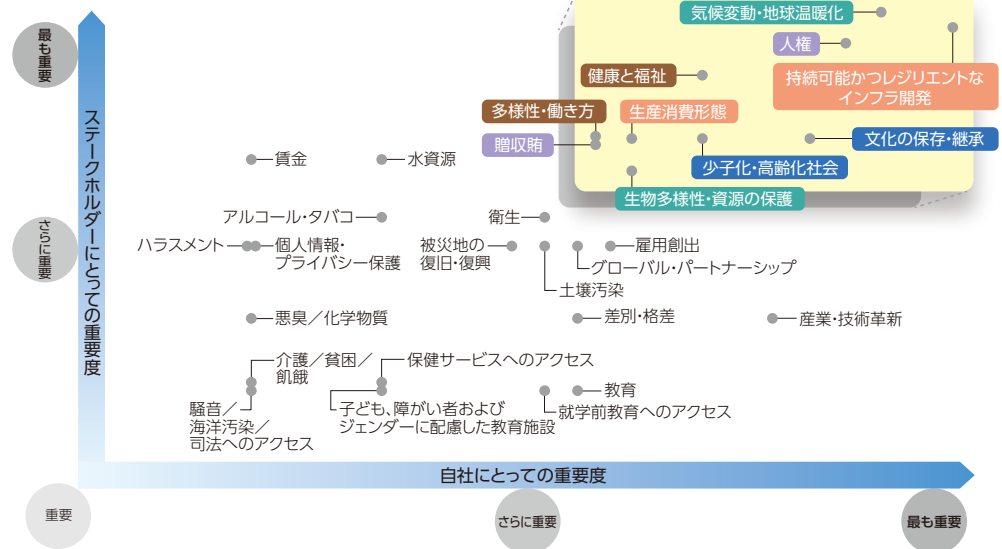 気候変動・地球温暖化
最も重要
人権
健康と福祉
持続可能かつレジリエントな
インフラ開発
多様性・働き方
生産消費形態
贈収賄
文化の保存・継承
少子化・高齢化社会
生物多様性・資源の保護
ステークホルダーにとっての重要度
賃金
水資源
アルコール・タバコ
衛生
さらに重要
ハラスメント
個人情報・
プライバシー保護
被災地の
復旧・復興
雇用創出
グローバル・パートナーシップ
土壌汚染
悪臭／化学物質
差別・格差
産業・技術革新
介護／貧困／
飢餓
保健サービスへのアクセス
教育
騒音／
海洋汚染／
司法へのアクセス
子ども、障がい者および
ジェンダーに配慮した教育施設
就学前教育へのアクセス
自社にとっての重要度
重要
さらに重要
最も重要